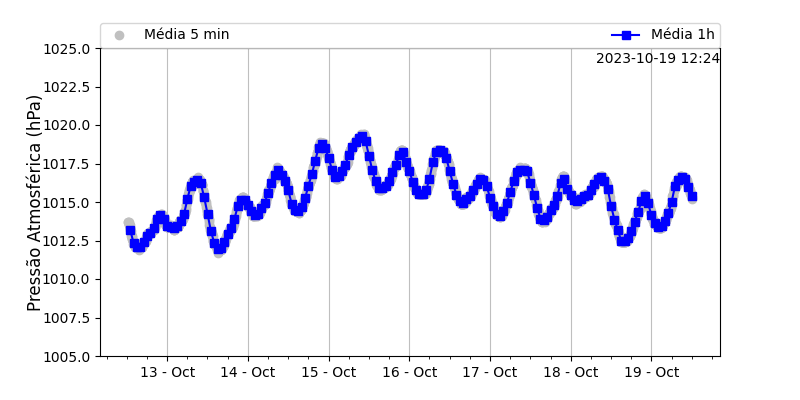 Média 5 min
Média 1h
2023-10-19 12:24
Pressão Atmosférica (hPa)
1025.0
1022.5
1020.0
1017.5
1015.0
1012.5
1010.0
1007.5
1005.0
13 - Oct
14 - Oct
15 - Oct
16 - Oct
17 - Oct
18 - Oct
19 - Oct